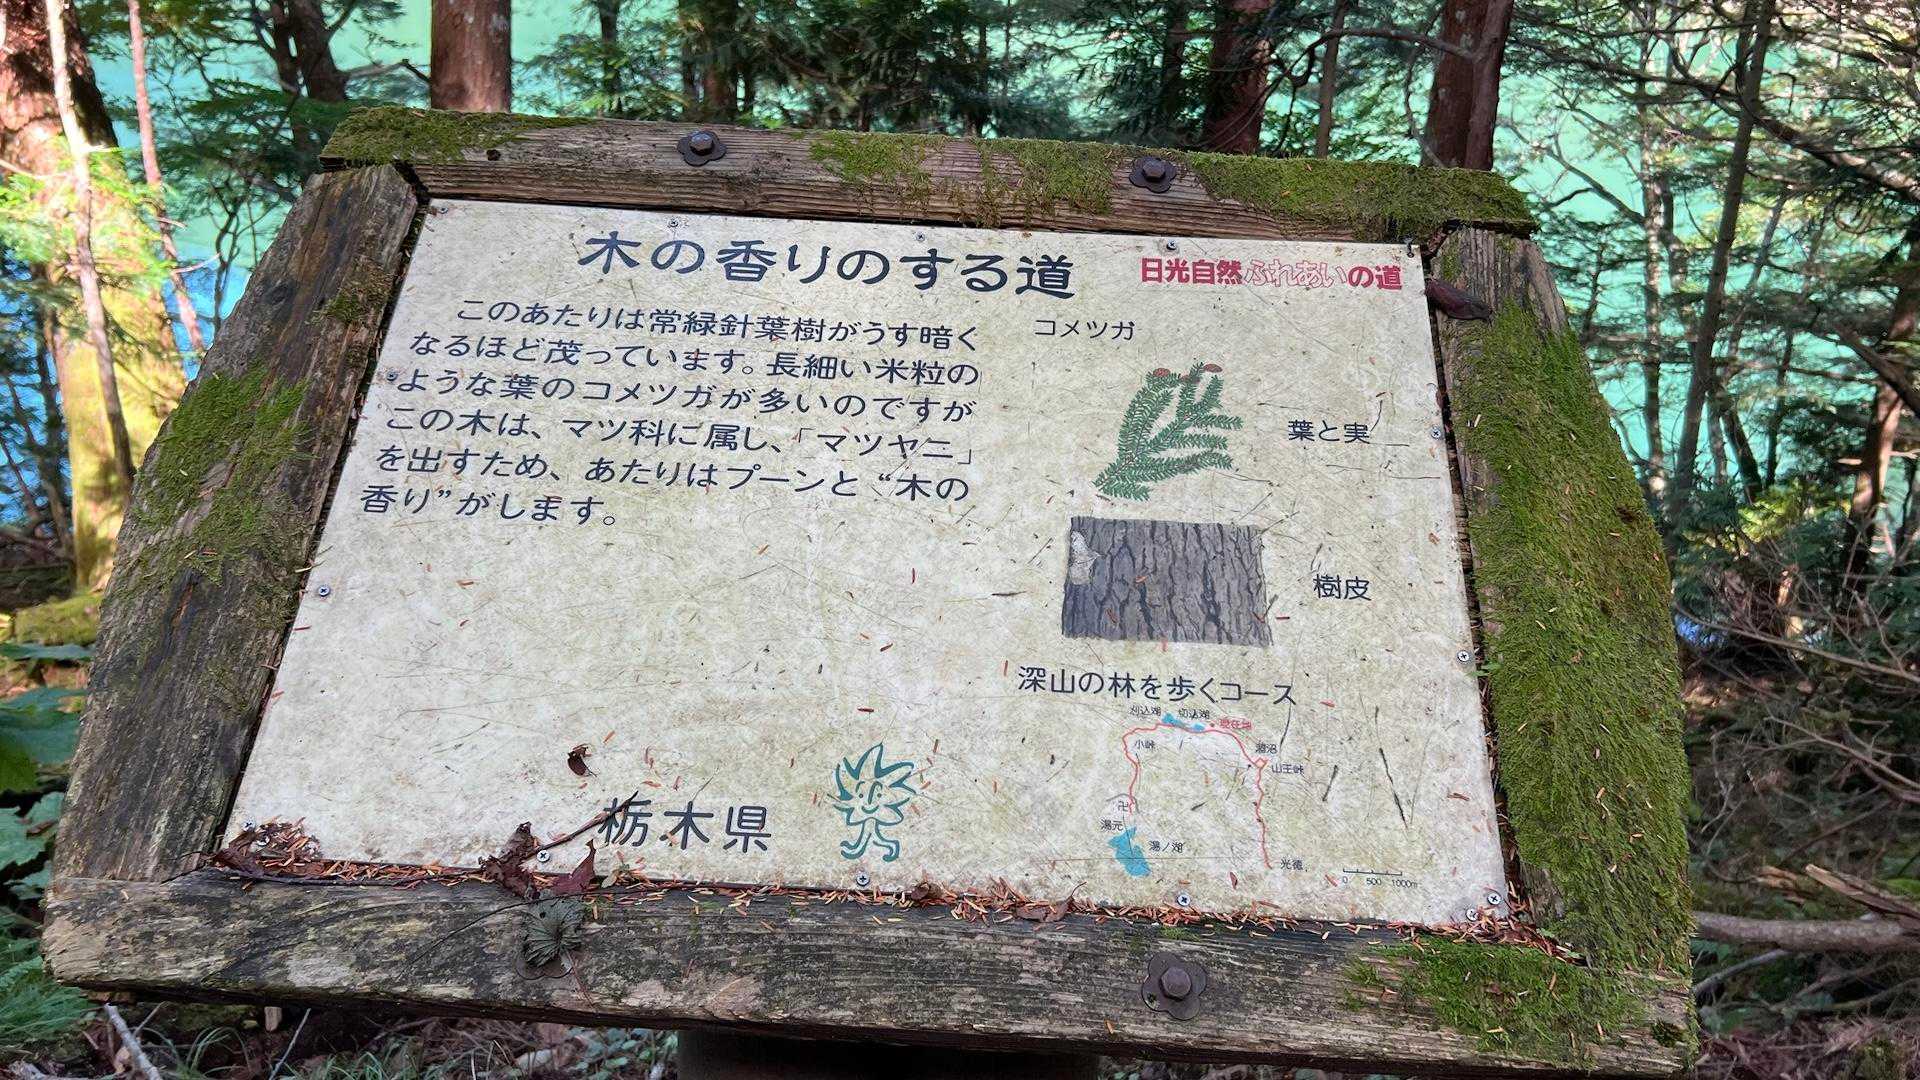 木の香りのする道
日光自然ふれあいの道
このあたりは常緑針葉樹がうす暗く
なるほど茂っています。長細い米粒の
ような葉のコメツガが多いのですが
この木は、マツ科に属し、「マツヤニ」
を出すため、あたりはプーンと“木の
香り”がします。
コメツガ
葉と実
樹皮
深山の林を歩くコース
刈込湖 切込湖 現在地
小峠 涸沼
山王峠
卍
湯元
湯ノ湖
光徳
0 500 1000m
栃木県